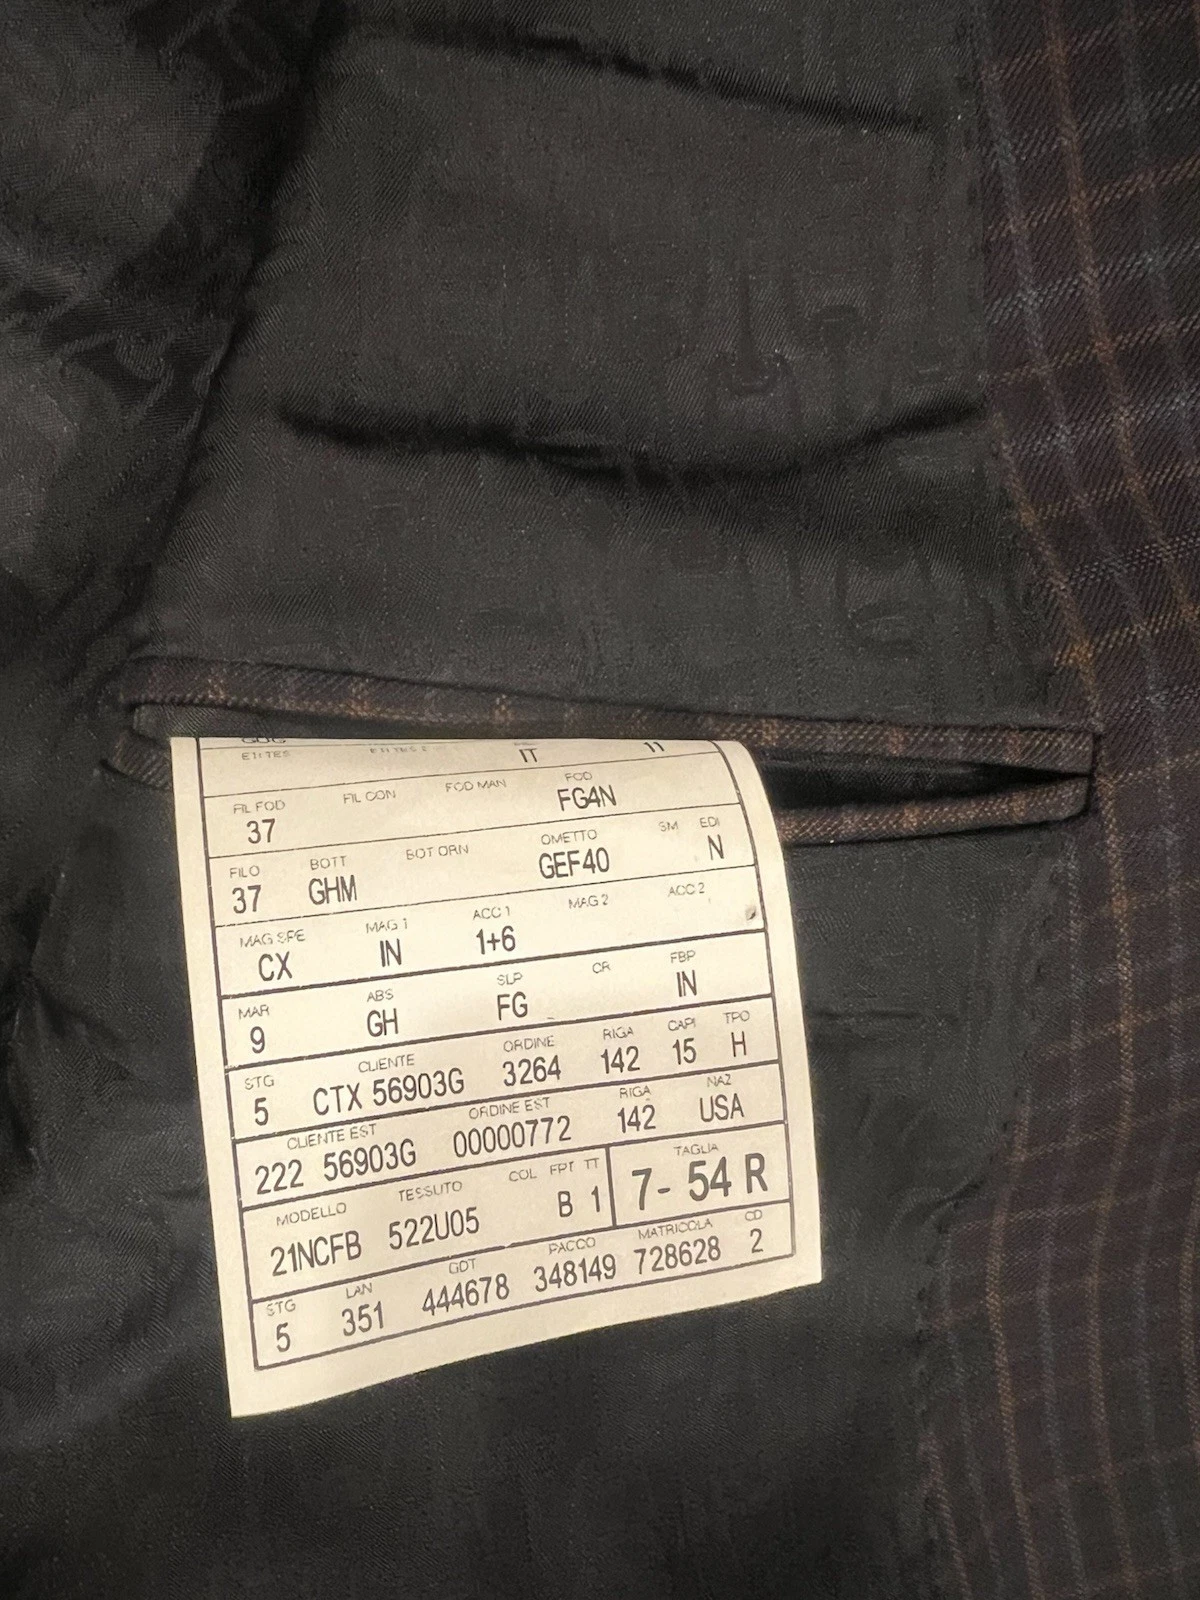 E1: TES IT 11
FIL FOD FIL CON FOD MAN FOD
37 FG4N
FILO BOTT BOT ORN OMETTO SM EDI
37 GHM GEF40 N
MAG SPE MAG 1 ACC 1 MAG 2 ACC 2
CX IN 1+6
MAR ABS SLP CR FBP
9 GH FG IN
STG CLIENTE ORDINE RIGA CAPI TPO
5 CTX 56903G 3264 142 15 H
CLIENTE EST ORDINE EST RIGA NAZ
222 56903G 00000772 142 USA
MODELLO TESSUTO COL FPT TT TAGLIA
21NCFB 522U05 B 1 7- 54 R
STG LAN GDT PACCO MATRICOLA CD
5 351 444678 348149 728628 2